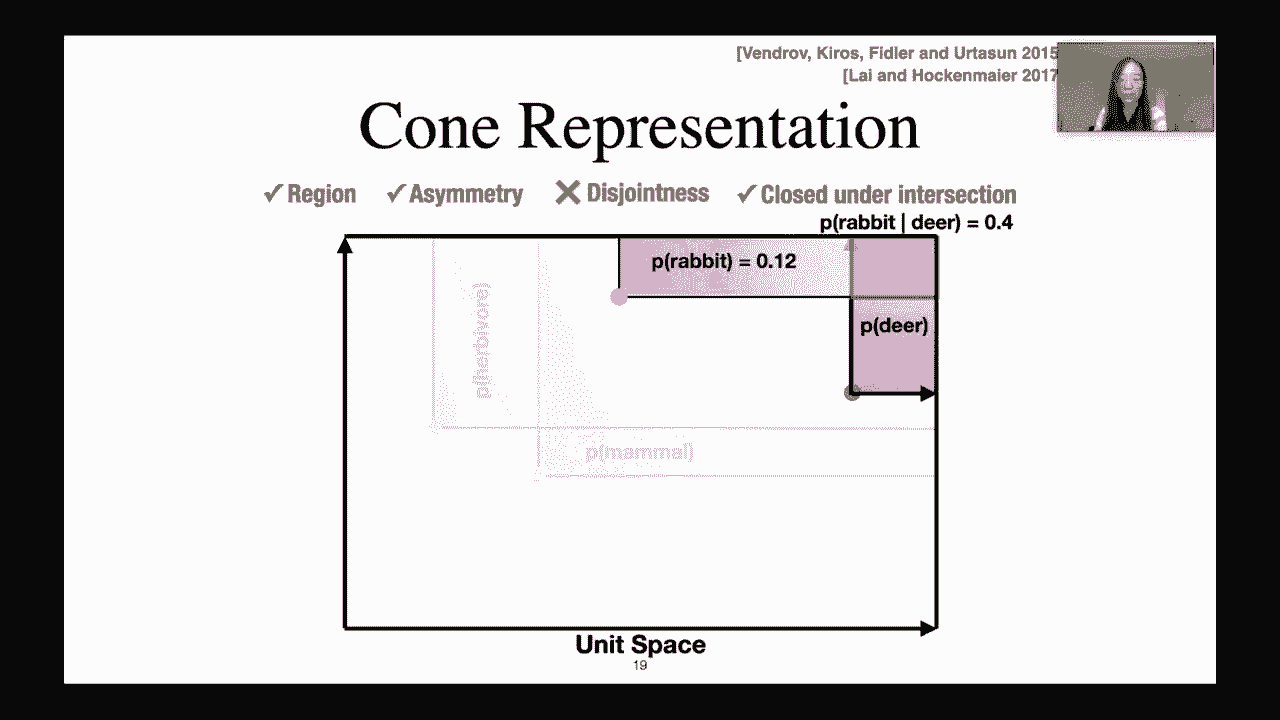 [Vendrov, Kiros, Fidler and Urtasun 2015
[Lai and Hockenmaier 2017
Cone Representation
✓Region ✓Asymmetry ✕ Disjointness ✓Closed under intersection
p(rabbit | deer) = 0.4
p(rabbit) = 0.12
p(herbivore)
p(deer)
p(mammal)
Unit Space
19